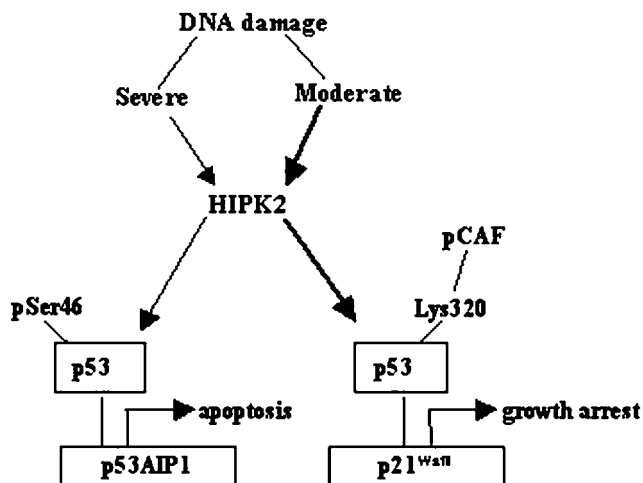 DNA damage
Severe
Moderate
HIPK2
pCAF
pSer46
Lys320
p53
p53
apoptosis
growth arrest
p53AIP1
p21Waf1